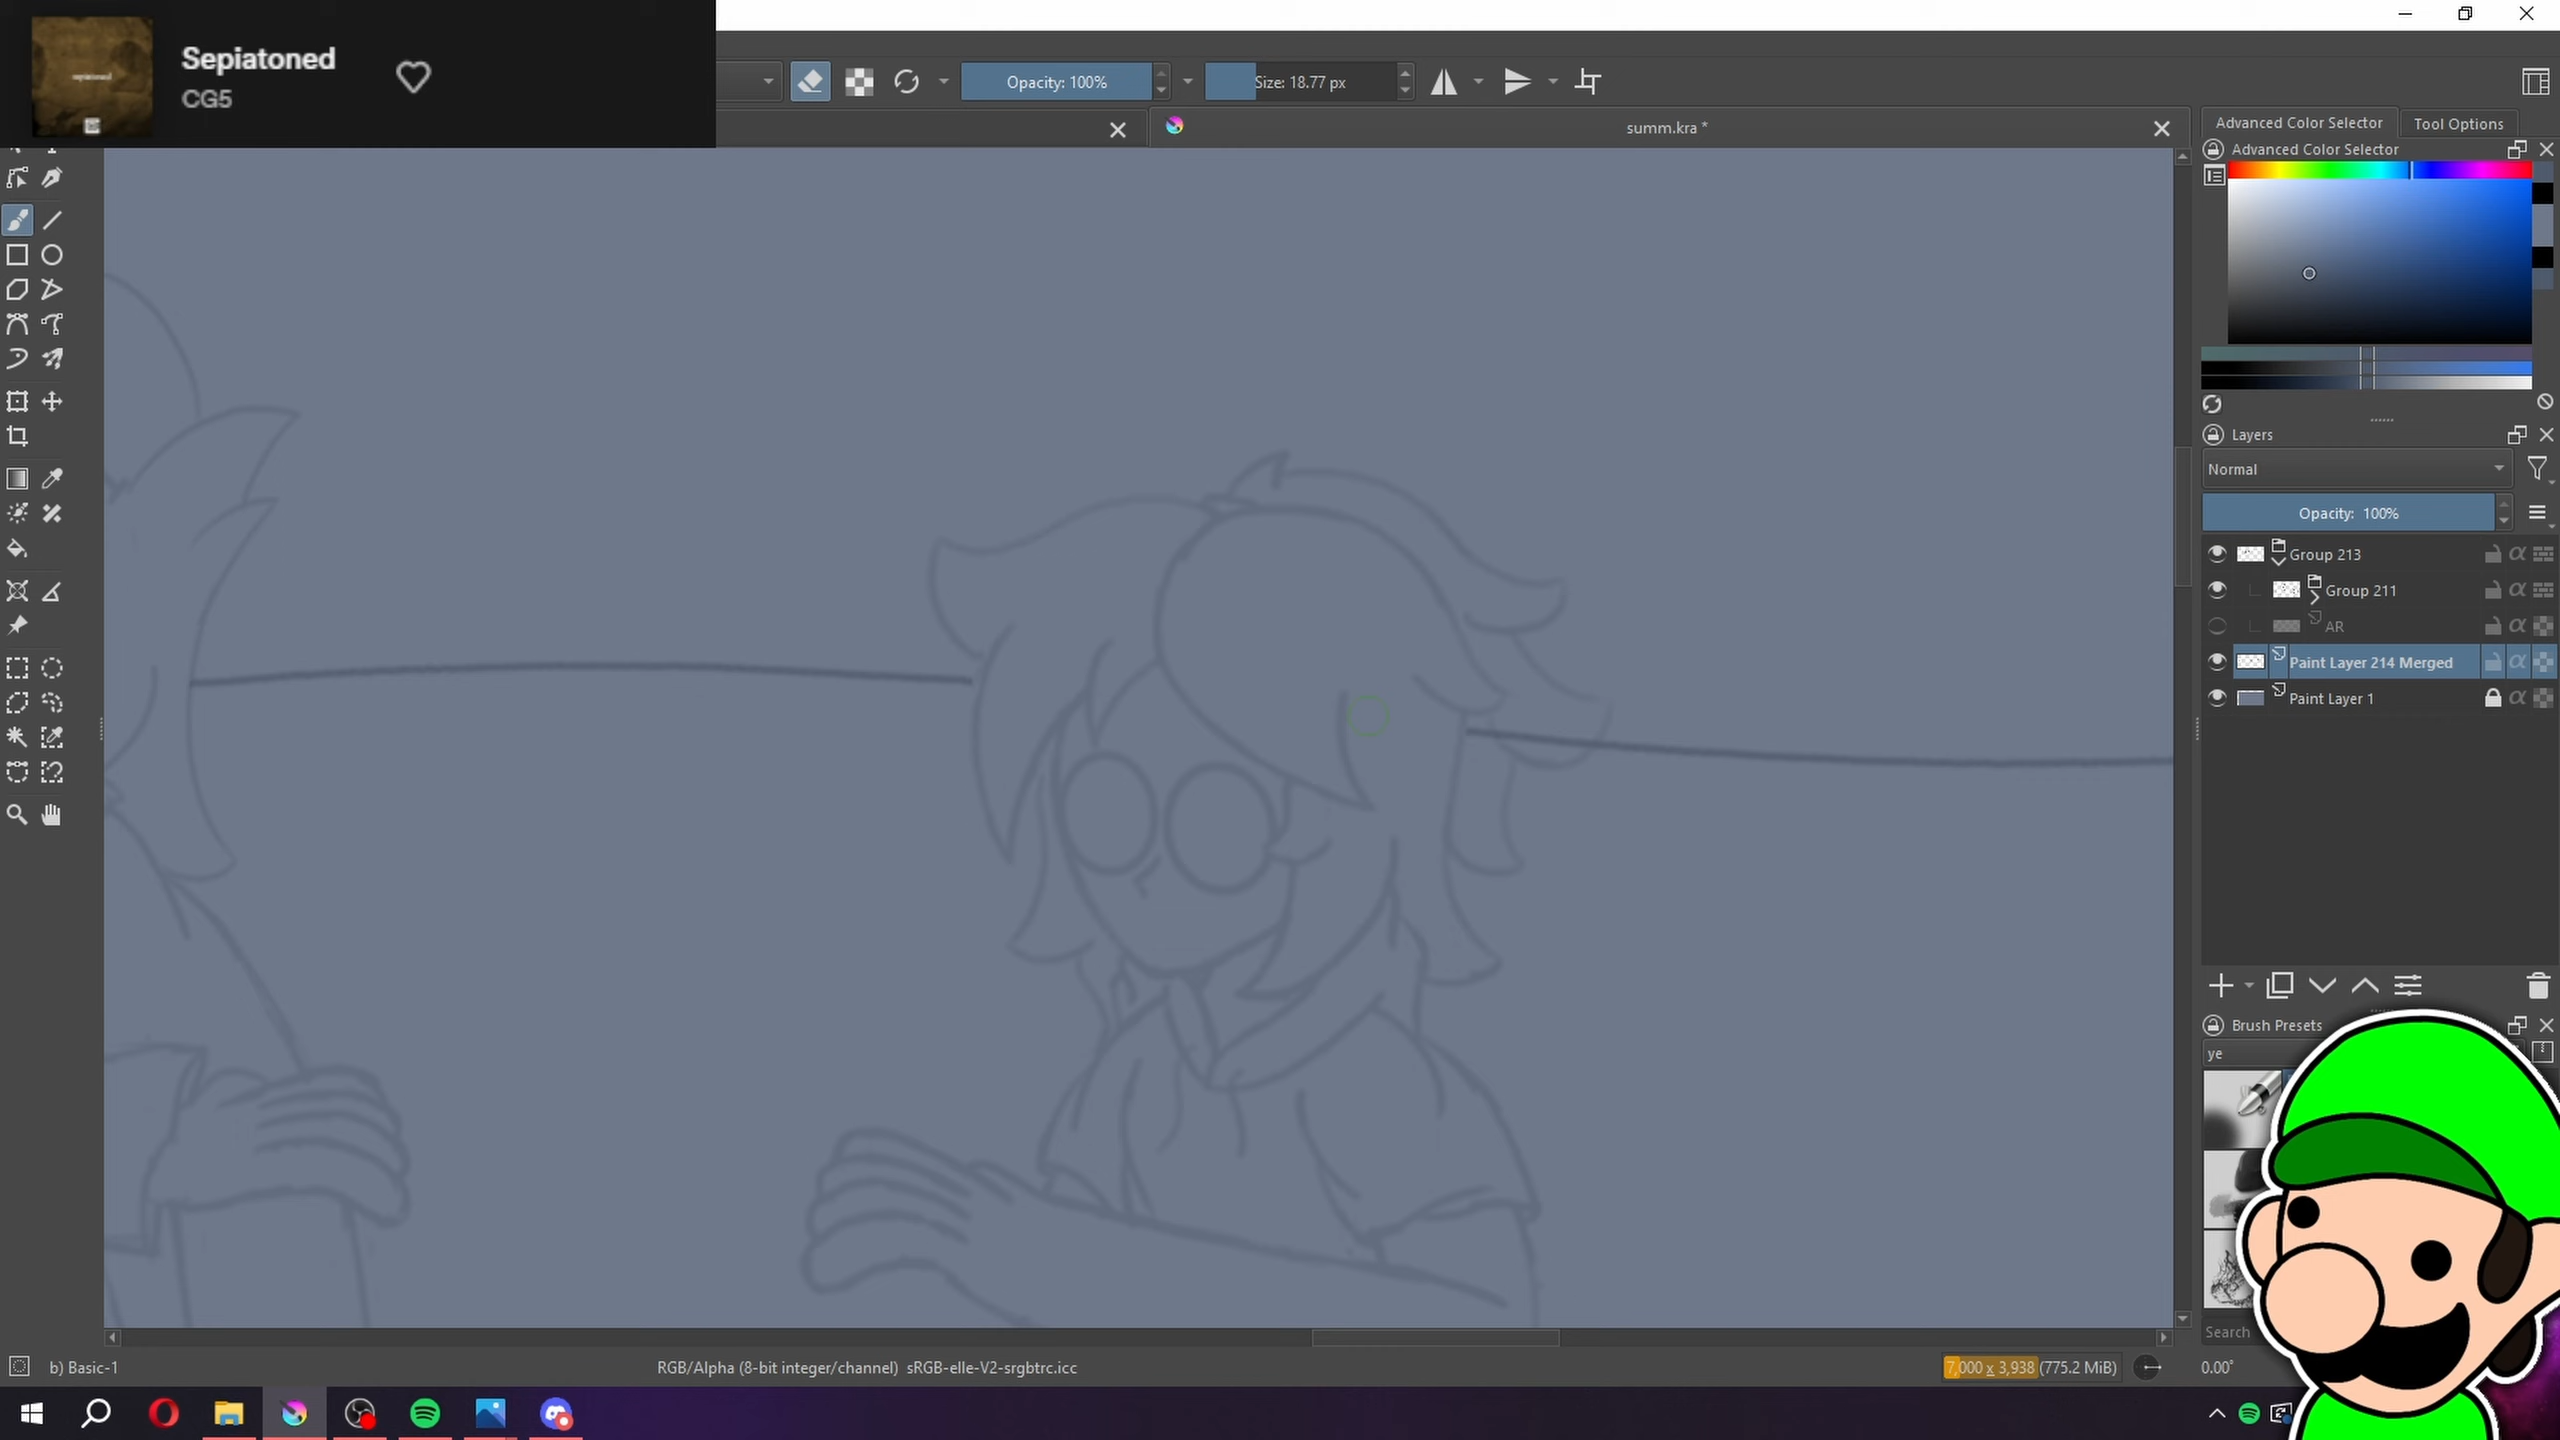 sepiatoned
Sepiatoned
CG5
Opacity: 100%
Size: 18.77 px
summ.kra *
Advanced Color Selector
Tool Options
Advanced Color Selector
Layers
Normal
Opacity: 100%
Group 213
Group 211
AR
Paint Layer 214 Merged
Paint Layer 1
Brush Presets
ye
Search
b) Basic-1
RGB/Alpha (8-bit integer/channel) sRGB-elle-V2-srgbtrc.icc
7,000 x 3,938 (775.2 MiB)
0.00°